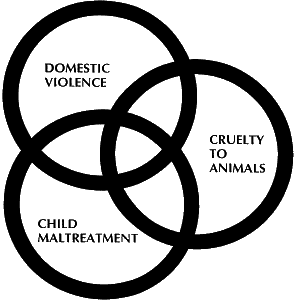 DOMESTIC
VIOLENCE
CRUELTY
TO
ANIMALS
CHILD
MALTREATMENT